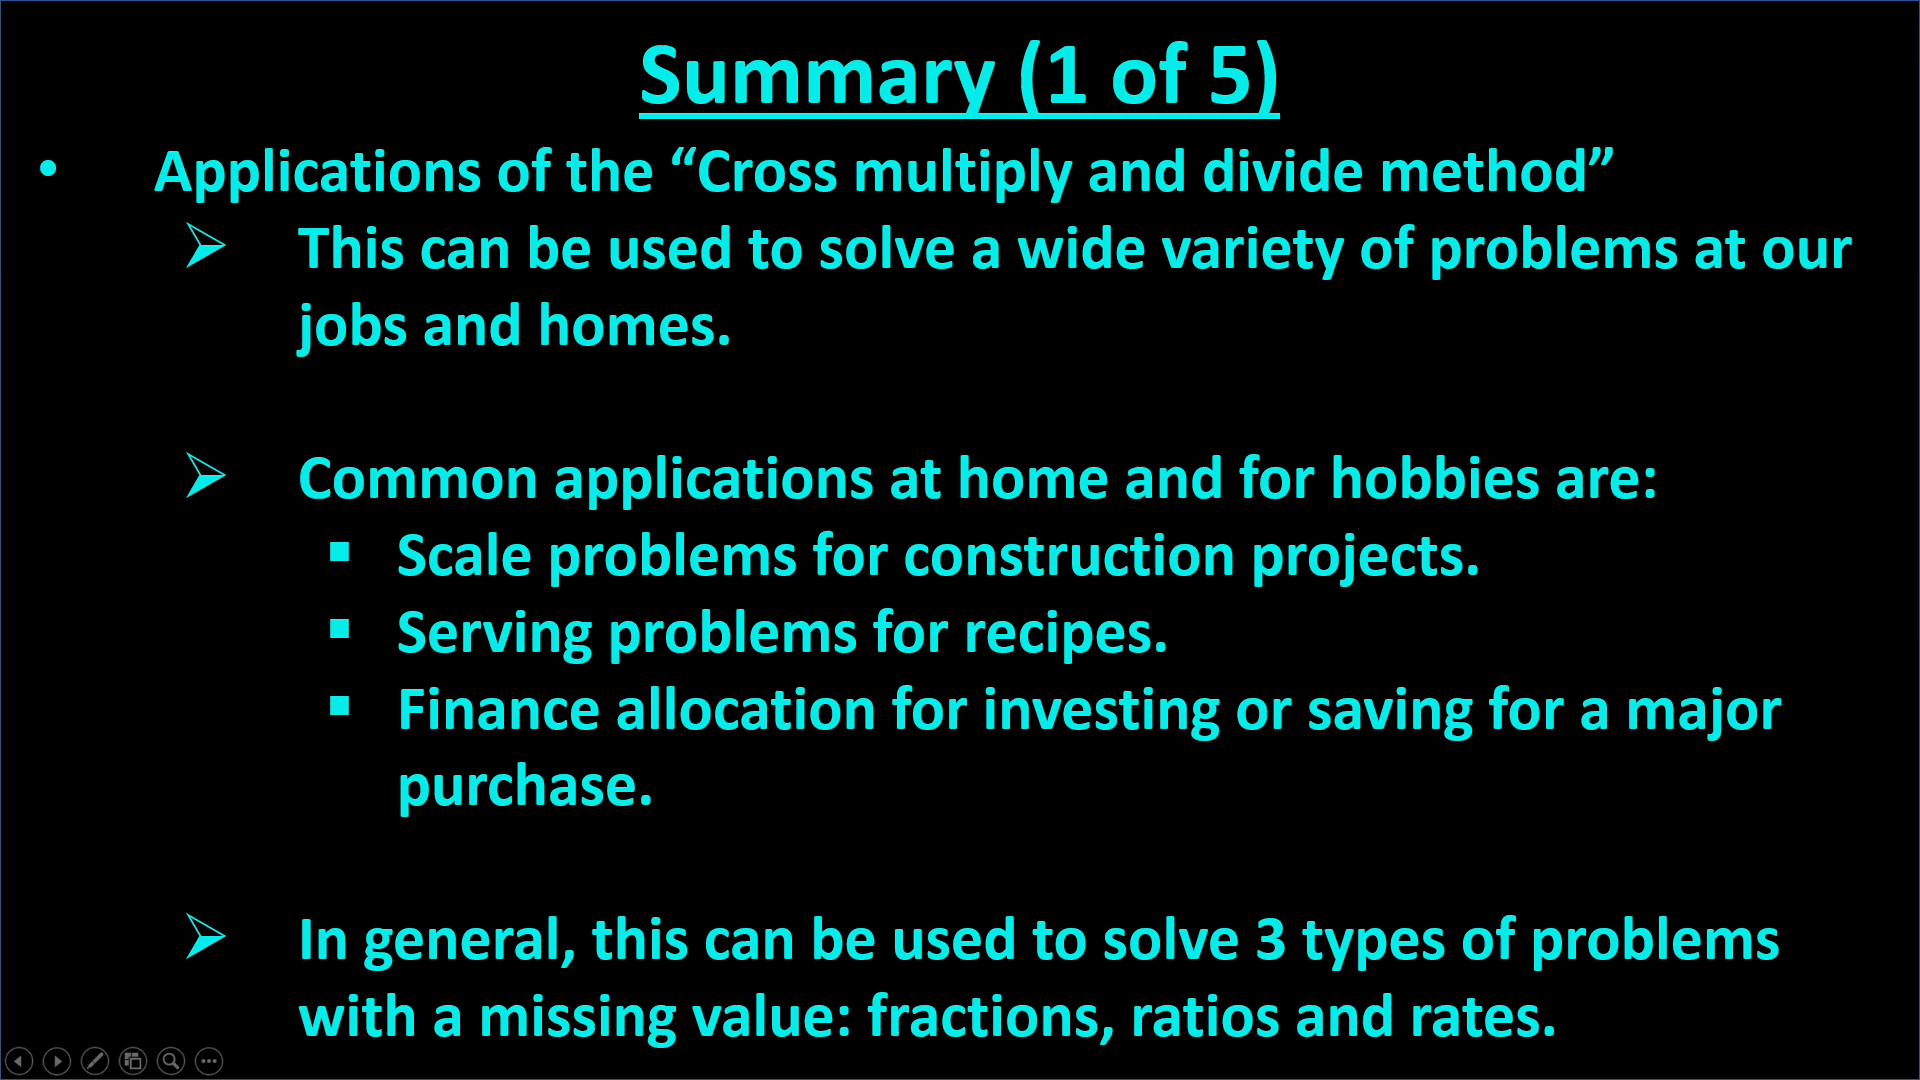 Summary (1 of 5)
• Applications of the “Cross multiply and divide method”
➢ This can be used to solve a wide variety of problems at our
jobs and homes.
➢ Common applications at home and for hobbies are:
▪ Scale problems for construction projects.
▪ Serving problems for recipes.
▪ Finance allocation for investing or saving for a major
purchase.
➢ In general, this can be used to solve 3 types of problems
with a missing value: fractions, ratios and rates.